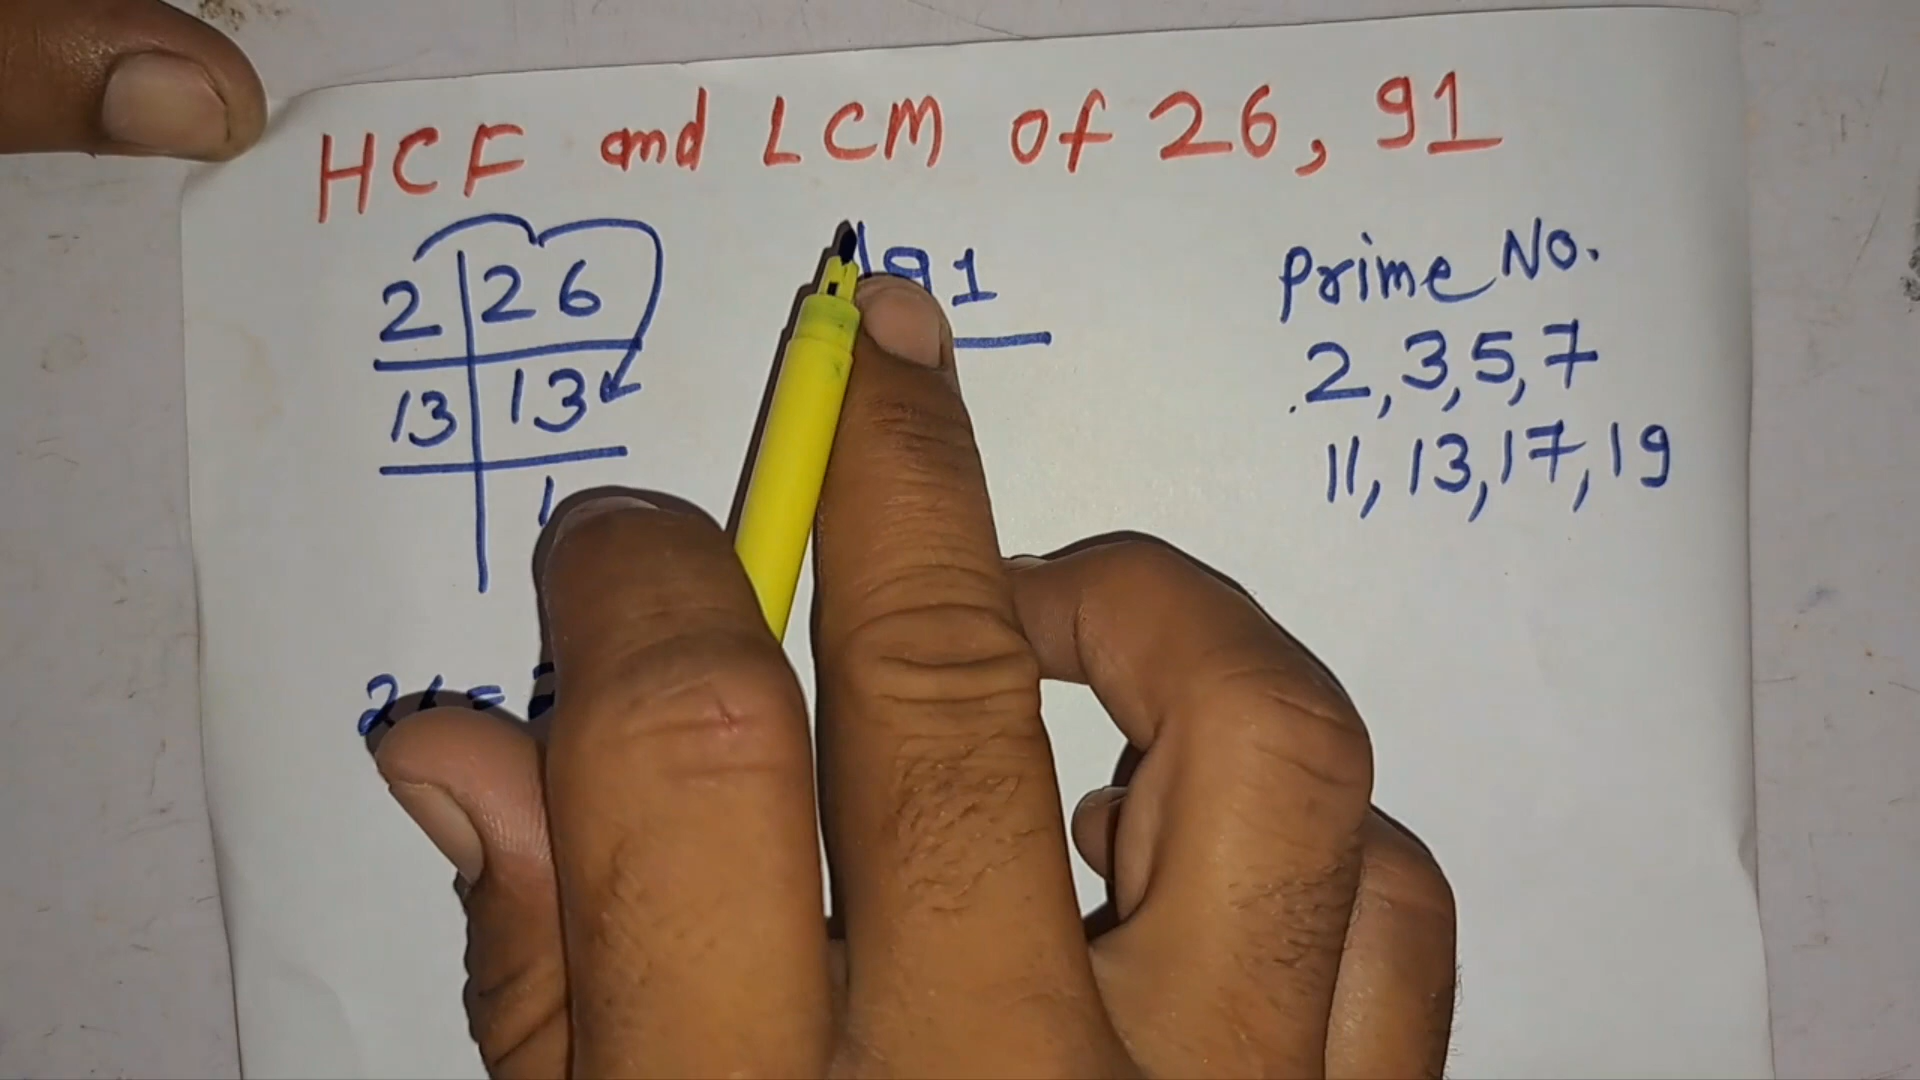 HCF and LCM of 26, 91
2 26
13 13
1
91
Prime No.
2, 3, 5, 7
11, 13, 17, 19